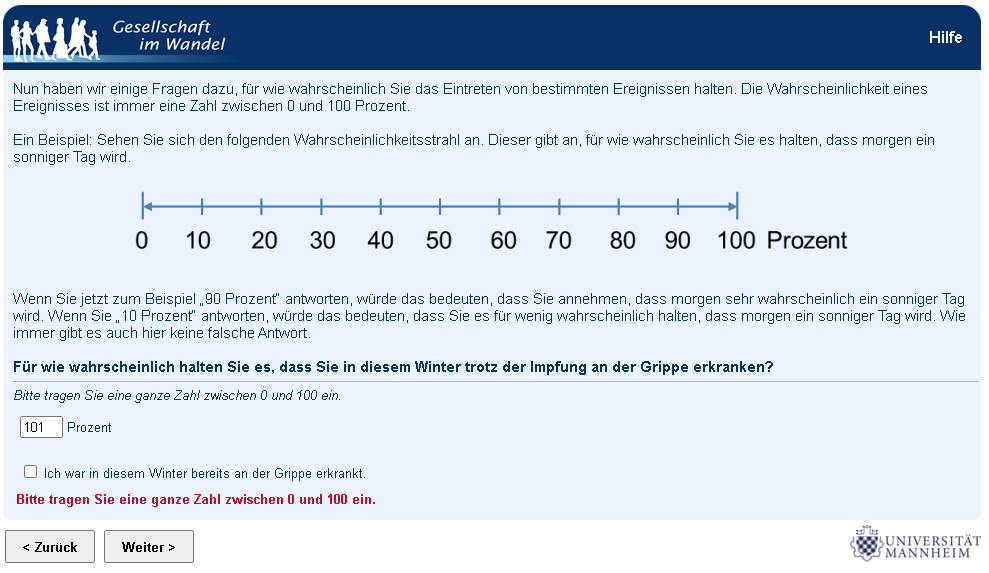 Gesellschaft
im Wandel
Hilfe
Nun haben wir einige Fragen dazu, für wie wahrscheinlich Sie das Eintreten von bestimmten Ereignissen halten. Die Wahrscheinlichkeit eines
Ereignisses ist immer eine Zahl zwischen 0 und 100 Prozent.
Ein Beispiel: Sehen Sie sich den folgenden Wahrscheinlichkeitsstrahl an. Dieser gibt an, für wie wahrscheinlich Sie es halten, dass morgen ein
sonniger Tag wird.
0 10 20 30 40 50 60 70 80 90 100 Prozent
Wenn Sie jetzt zum Beispiel „90 Prozent“ antworten, würde das bedeuten, dass Sie annehmen, dass morgen sehr wahrscheinlich ein sonniger Tag
wird. Wenn Sie „10 Prozent“ antworten, würde das bedeuten, dass Sie es für wenig wahrscheinlich halten, dass morgen ein sonniger Tag wird. Wie
immer gibt es auch hier keine falsche Antwort.
Für wie wahrscheinlich halten Sie es, dass Sie in diesem Winter trotz der Impfung an der Grippe erkranken?
Bitte tragen Sie eine ganze Zahl zwischen 0 und 100 ein.
101 Prozent
Ich war in diesem Winter bereits an der Grippe erkrankt.
Bitte tragen Sie eine ganze Zahl zwischen 0 und 100 ein.
< Zurück
Weiter >
UNIVERSITÄT
MANNHEIM